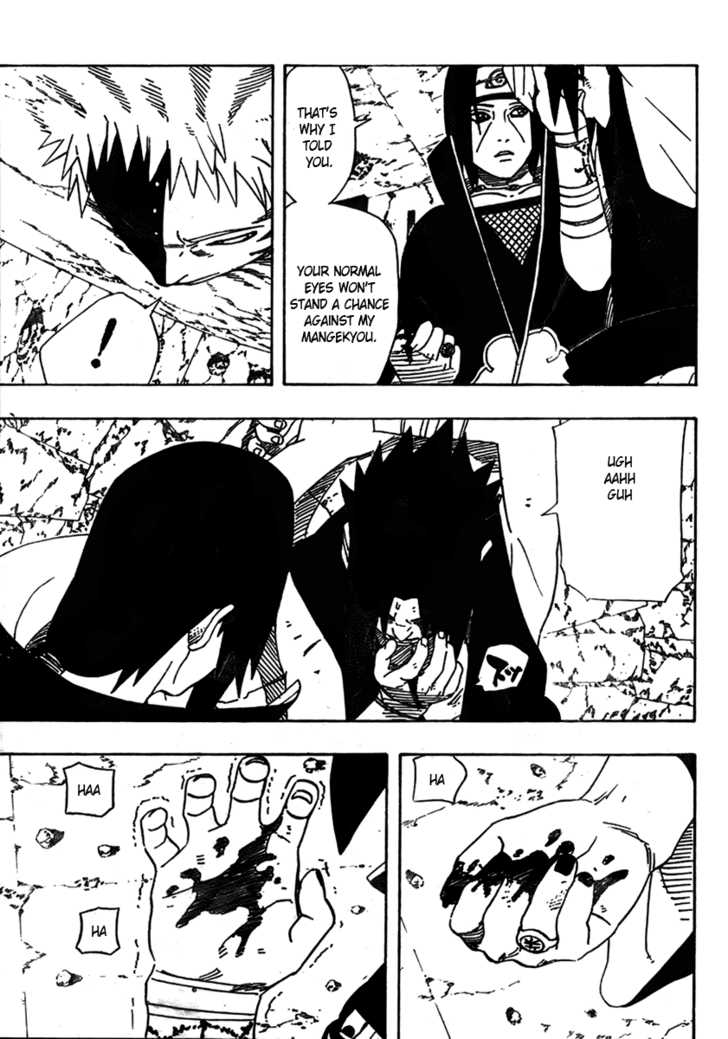 THAT'S
WHY I
TOLD
YOU.
YOUR NORMAL
EYES WON'T
STAND A CHANCE
AGAINST MY
MANGEKYOU.
!
UGH
AAHH
GUH
HA
HAA
HA